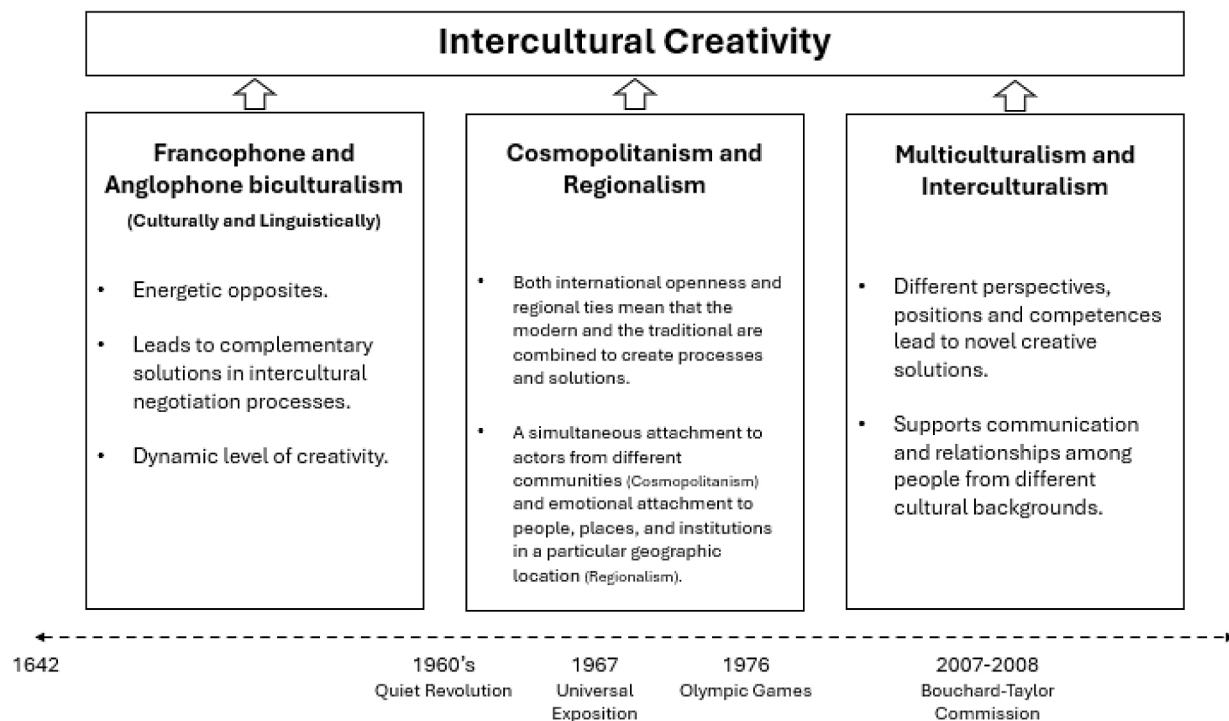 Intercultural Creativity
Francophone and
Anglophone biculturalism
(Culturally and Linguistically)
• Energetic opposites.
• Leads to complementary
solutions in intercultural
negotiation processes.
• Dynamic level of creativity.
Cosmopolitanism and
Regionalism
• Both international openness and
regional ties mean that the
modern and the traditional are
combined to create processes
and solutions.
• A simultaneous attachment to
actors from different
communities (Cosmopolitanism)
and emotional attachment to
people, places, and institutions
in a particular geographic
location (Regionalism).
Multiculturalism and
Interculturalism
• Different perspectives,
positions and competences
lead to novel creative
solutions.
• Supports communication
and relationships among
people from different
cultural backgrounds.
1642
1960's
Quiet Revolution
1967
Universal
Exposition
1976
Olympic Games
2007-2008
Bouchard-Taylor
Commission